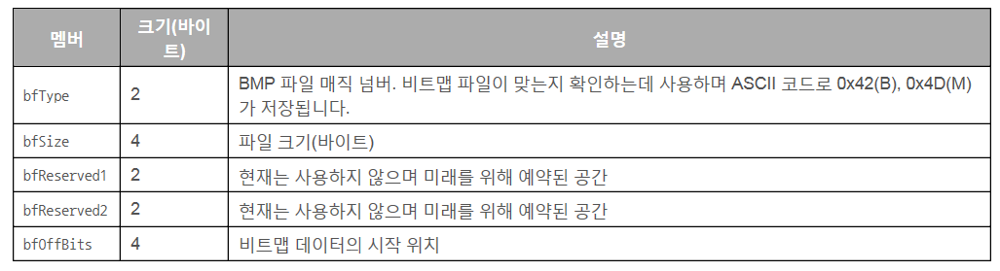 멤버 크기(바이트) 설명
bfType 2 BMP 파일 매직 넘버. 비트맵 파일이 맞는지 확인하는데 사용하며 ASCII 코드로 0x42(B), 0x4D(M)
가 저장됩니다.
bfSize 4 파일 크기(바이트)
bfReserved1 2 현재는 사용하지 않으며 미래를 위해 예약된 공간
bfReserved2 2 현재는 사용하지 않으며 미래를 위해 예약된 공간
bfOffBits 4 비트맵 데이터의 시작 위치